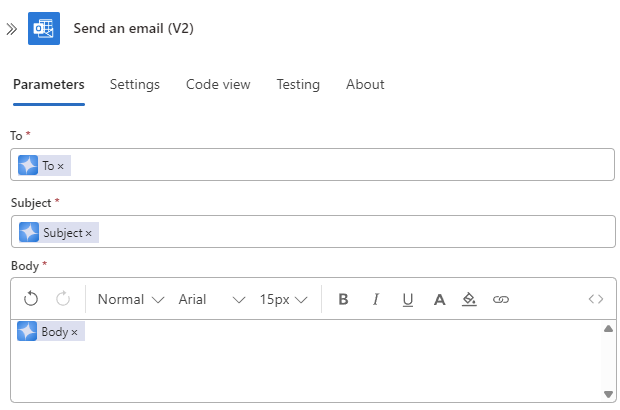 Send an email (V2)
Parameters Settings Code view Testing About
To *
To ×
Subject *
Subject ×
Body *
Normal Arial 15px B I U A
Body ×